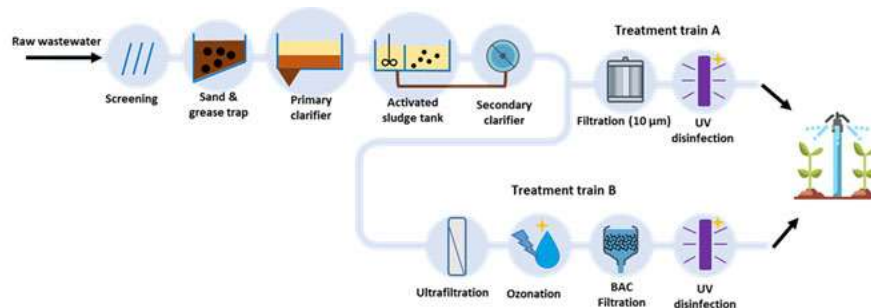 Raw wastewater
Screening
Sand &
grease trap
Primary
clarifier
Activated
sludge tank
Secondary
clarifier
Treatment train A
Filtration (10 µm)
UV
disinfection
Treatment train B
Ultrafiltration
Ozonation
BAC
Filtration
UV
disinfection